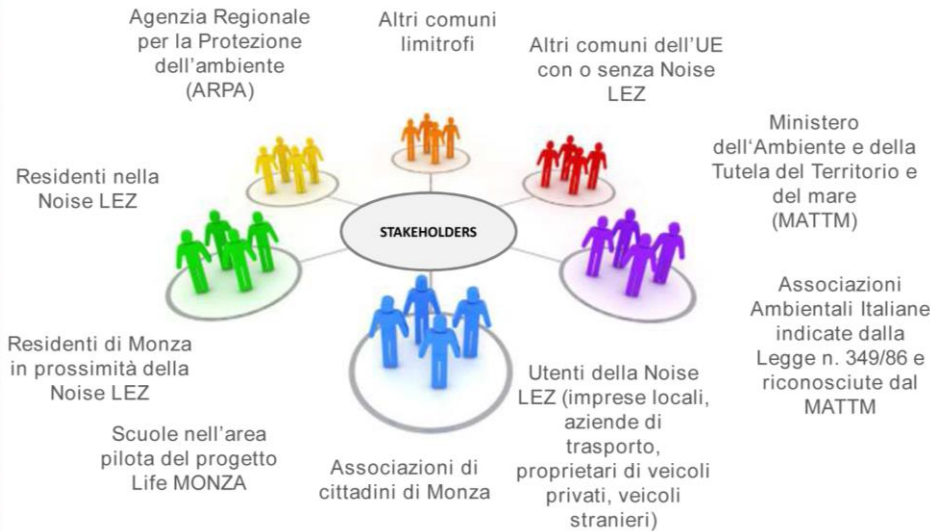 Agenzia Regionale
per la Protezione
dell'ambiente
(ARPA)
Altri comuni
limitrofi
Altri comuni dell'UE
con o senza Noise
LEZ
Ministero
dell'Ambiente e della
Tutela del Territorio e
del mare
(MATTM)
Residenti nella
Noise LEZ
STAKEHOLDERS
Associazioni
Ambientali Italiane
indicate dalla
Legge n. 349/86 e
riconosciute dal
MATTM
Residenti di Monza
in prossimità della
Noise LEZ
Utenti della Noise
LEZ (imprese locali,
aziende di
trasporto,
proprietari di veicoli
privati, veicoli
stranieri)
Scuole nell'area
pilota del progetto
Life MONZA
Associazioni di
cittadini di Monza